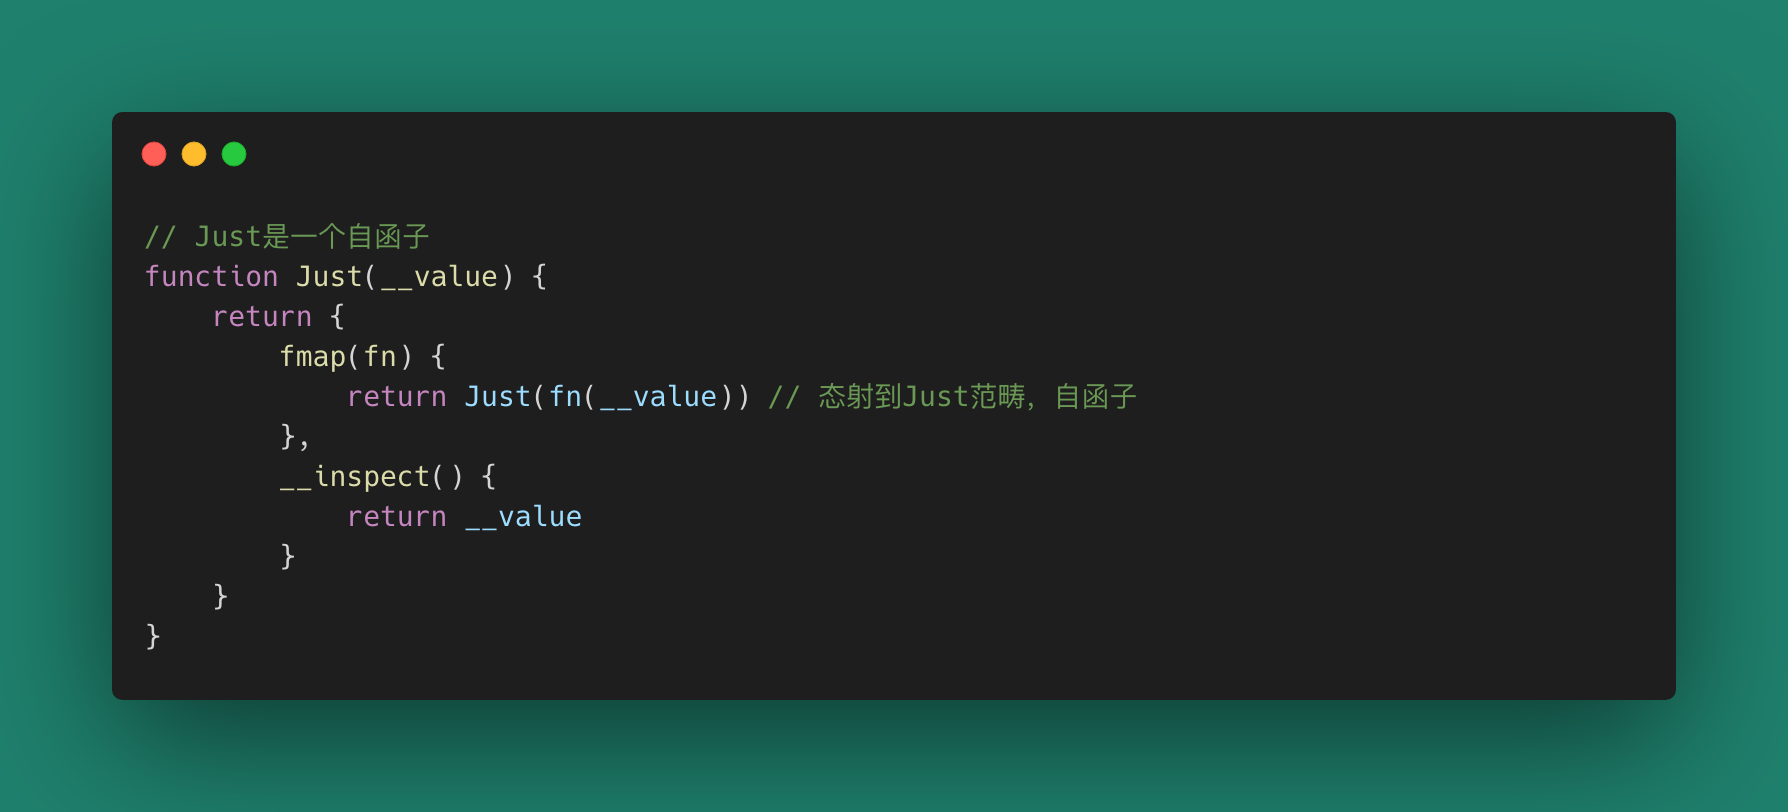 // Just是一个自函子
function Just(__value) {
    return {
        fmap(fn) {
            return Just(fn(__value)) // 态射到Just范畴，自函子
        },
        __inspect() {
            return __value
        }
    }
}